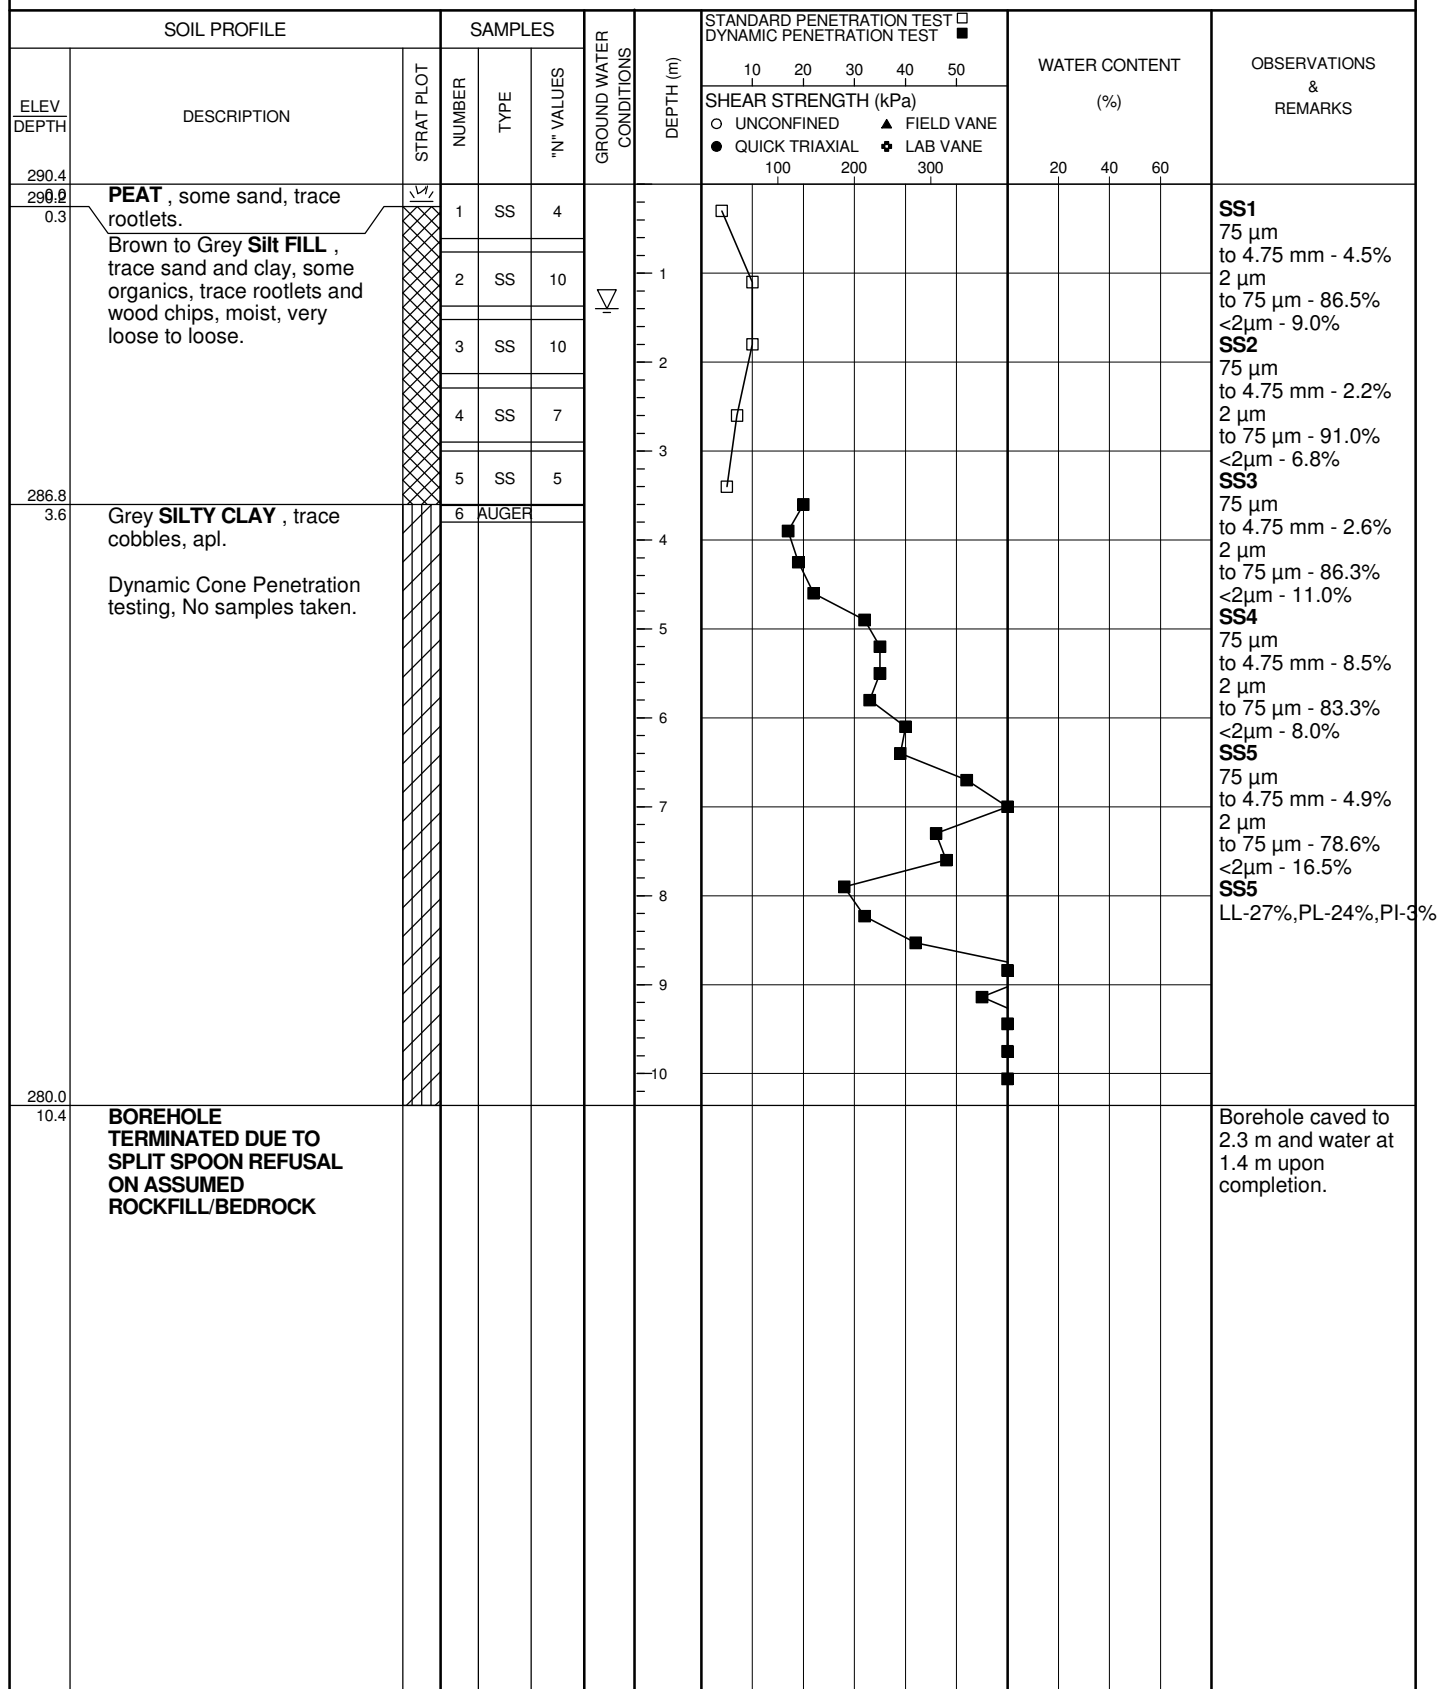 SOIL PROFILE
SAMPLES
GROUND WATER
CONDITIONS
DEPTH (m)
STANDARD PENETRATION TEST
DYNAMIC PENETRATION TEST
10 20 30 40 50
SHEAR STRENGTH (kPa)
UNCONFINED
FIELD VANE
QUICK TRIAXIAL
LAB VANE
100 200 300
WATER CONTENT
(%)
20 40 60
OBSERVATIONS
&
REMARKS
ELEV
DEPTH
DESCRIPTION
STRAT PLOT
NUMBER
TYPE
"N" VALUES
290.4
0.0
290.2
0.3
PEAT , some sand, trace
rootlets.
Brown to Grey Silt FILL ,
trace sand and clay, some
organics, trace rootlets and
wood chips, moist, very
loose to loose.
286.8
3.6
Grey SILTY CLAY , trace
cobbles, apl.
Dynamic Cone Penetration
testing, No samples taken.
280.0
10.4
BOREHOLE
TERMINATED DUE TO
SPLIT SPOON REFUSAL
ON ASSUMED
ROCKFILL/BEDROCK
1 SS 4
2 SS 10
3 SS 10
4 SS 7
5 SS 5
6 AUGER
1
2
3
4
5
6
7
8
9
10
SS1
75 µm
to 4.75 mm - 4.5%
2 µm
to 75 µm - 86.5%
<2µm - 9.0%
SS2
75 µm
to 4.75 mm - 2.2%
2 µm
to 75 µm - 91.0%
<2µm - 6.8%
SS3
75 µm
to 4.75 mm - 2.6%
2 µm
to 75 µm - 86.3%
<2µm - 11.0%
SS4
75 µm
to 4.75 mm - 8.5%
2 µm
to 75 µm - 83.3%
<2µm - 8.0%
SS5
75 µm
to 4.75 mm - 4.9%
2 µm
to 75 µm - 78.6%
<2µm - 16.5%
SS5
LL-27%,PL-24%,PI-3%
Borehole caved to
2.3 m and water at
1.4 m upon
completion.